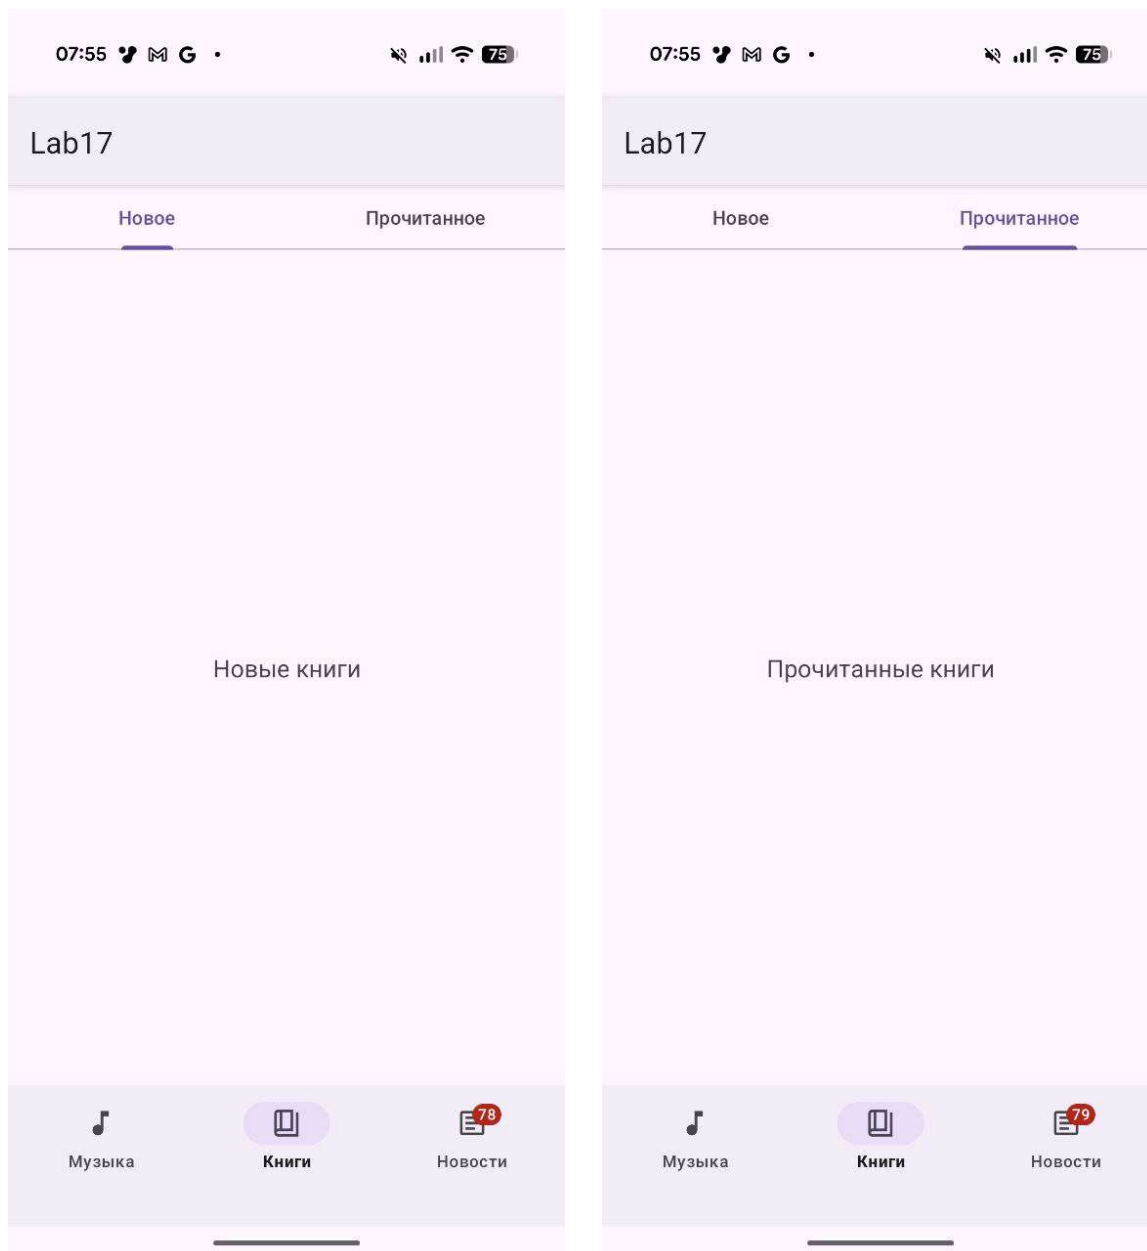 07:55 75
Lab17
Новое Прочитанное
Новые книги
78
Музыка Книги Новости
07:55 75
Lab17
Новое Прочитанное
Прочитанные книги
79
Музыка Книги Новости